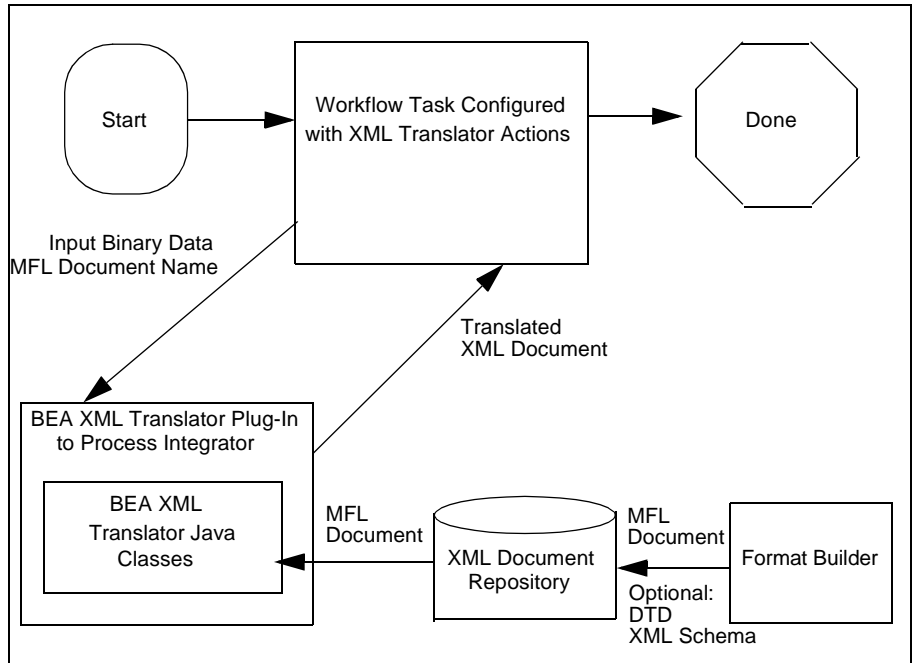 Start
Workflow Task Configured
with XML Translator Actions
Done
Input Binary Data
MFL Document Name
Translated
XML Document
BEA XML Translator Plug-In
to Process Integrator
BEA XML
Translator Java
Classes
MFL
Document
XML Document
Repository
MFL
Document
Optional:
DTD
XML Schema
Format Builder